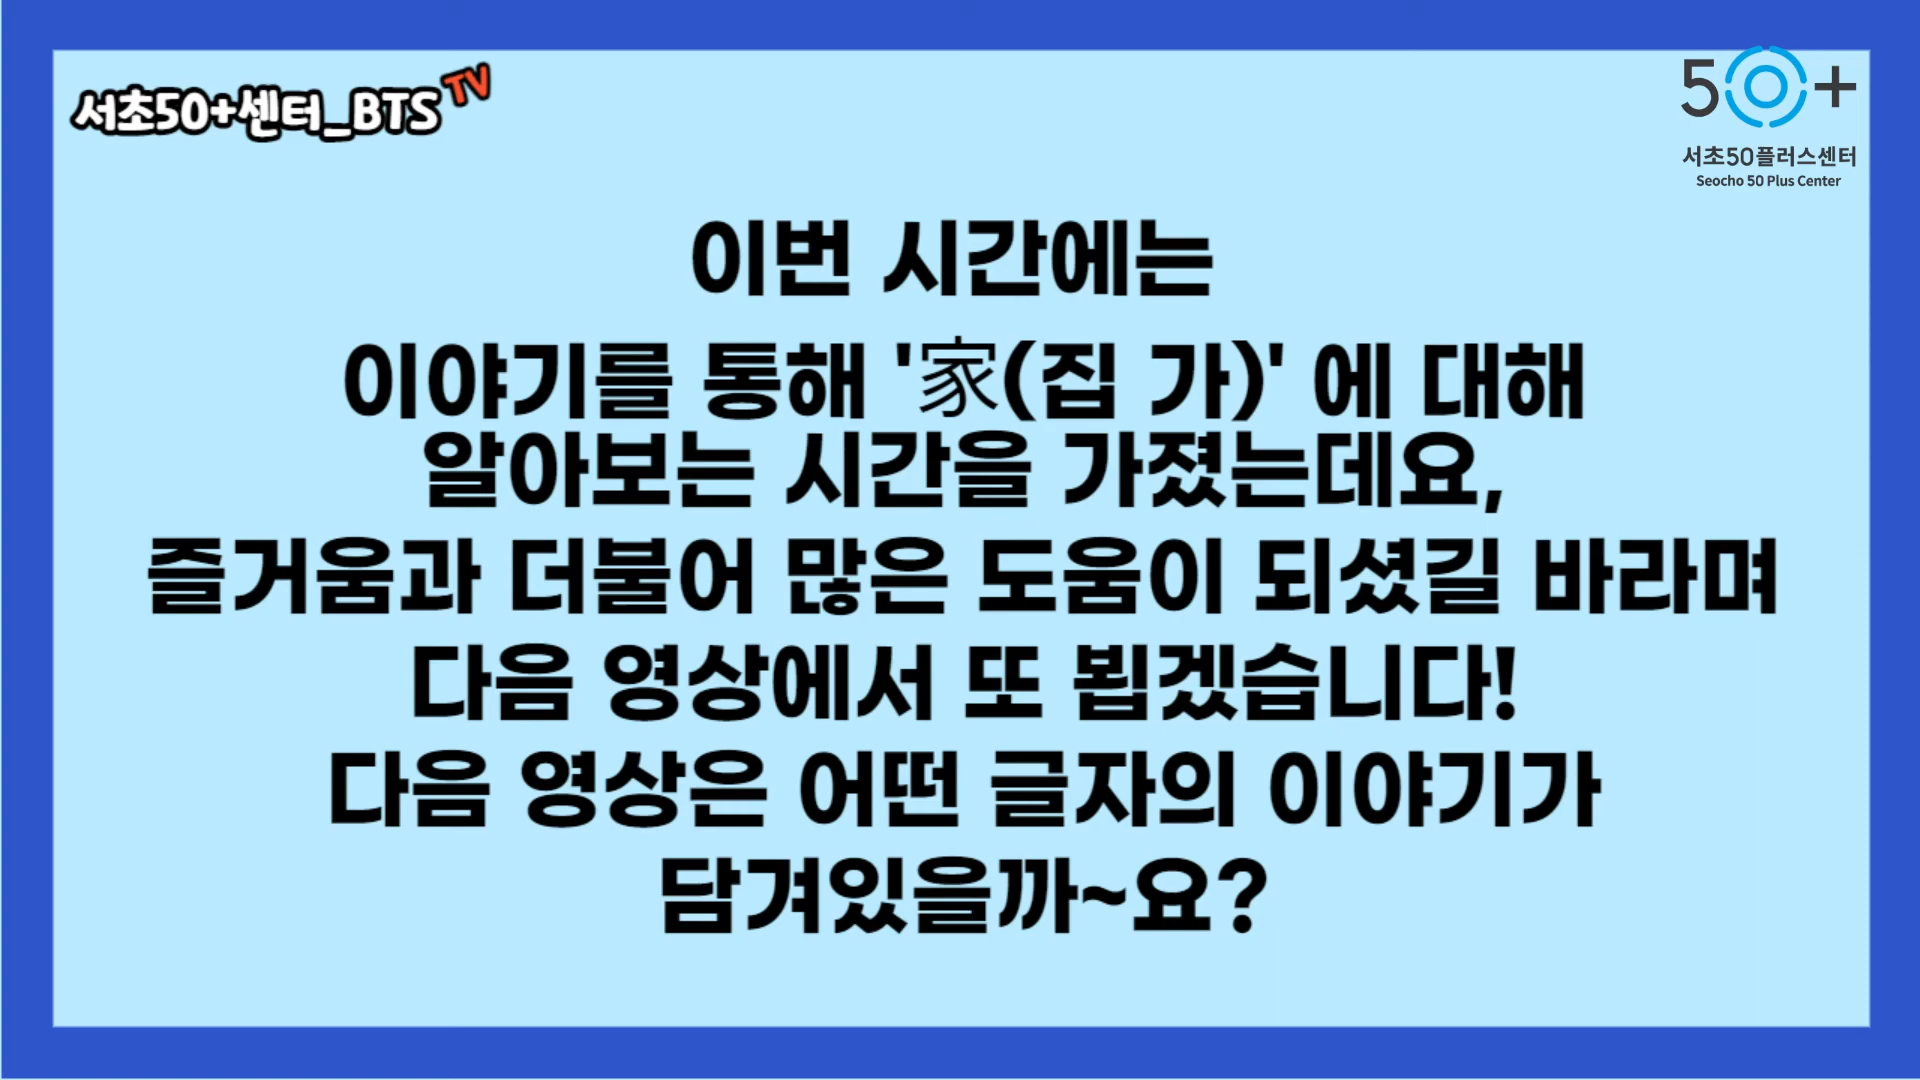 서초50+센터_BTS TV
50+
서초50플러스센터
Seocho 50 Plus Center
이번 시간에는
이야기를 통해 '家(집 가)' 에 대해
알아보는 시간을 가졌는데요,
즐거움과 더불어 많은 도움이 되셨길 바라며
다음 영상에서 또 뵙겠습니다!
다음 영상은 어떤 글자의 이야기가
담겨있을까~요?